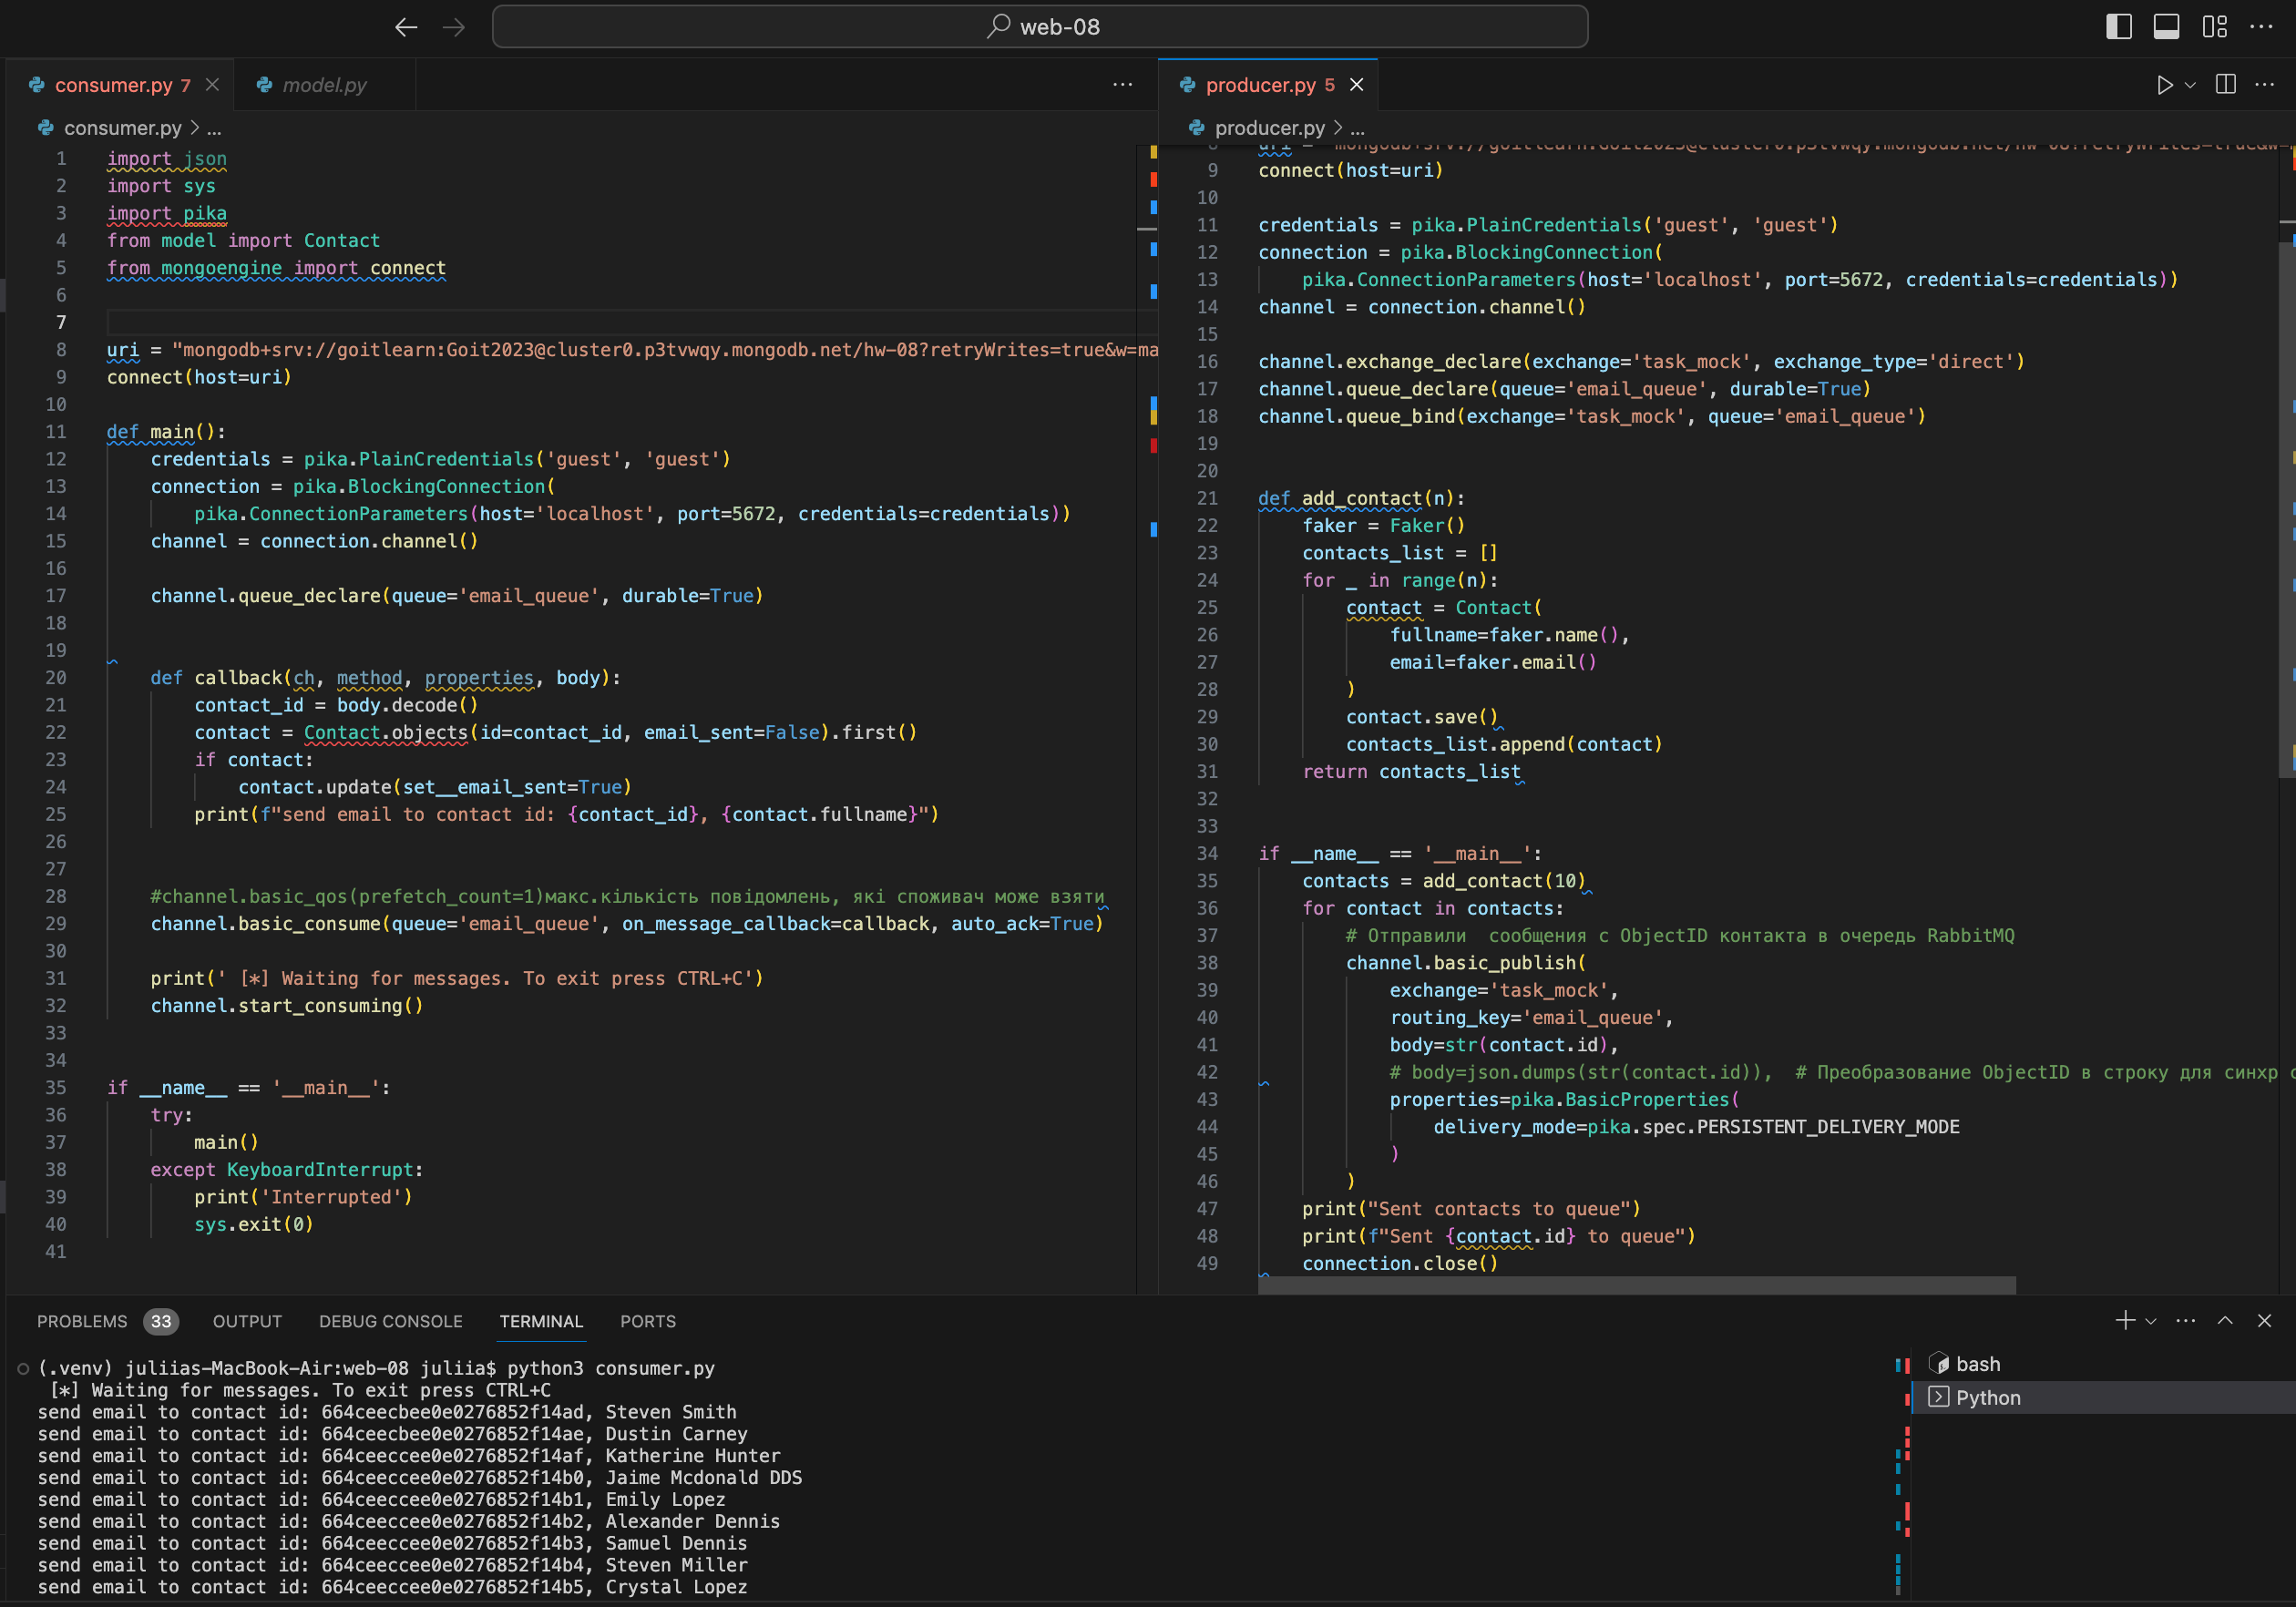 web-08
consumer.py 7
model.py
consumer.py > ...
1 import json
2 import sys
3 import pika
4 from model import Contact
5 from mongoengine import connect
6
7
8 uri = "mongodb+srv://goitlearn:Goit2023@cluster0.p3tvwqy.mongodb.net/hw-08?retryWrites=true&w=ma
9 connect(host=uri)
10
11 def main():
12 credentials = pika.PlainCredentials('guest', 'guest')
13 connection = pika.BlockingConnection(
14 pika.ConnectionParameters(host='localhost', port=5672, credentials=credentials))
15 channel = connection.channel()
16
17 channel.queue_declare(queue='email_queue', durable=True)
18
19
20 def callback(ch, method, properties, body):
21 contact_id = body.decode()
22 contact = Contact.objects(id=contact_id, email_sent=False).first()
23 if contact:
24 contact.update(set__email_sent=True)
25 print(f"send email to contact id: {contact_id}, {contact.fullname}")
26
27
28 #channel.basic_qos(prefetch_count=1)макс.кількість повідомлень, які споживач може взяти
29 channel.basic_consume(queue='email_queue', on_message_callback=callback, auto_ack=True)
30
31 print(' [*] Waiting for messages. To exit press CTRL+C')
32 channel.start_consuming()
33
34
35 if __name__ == '__main__':
36 try:
37 main()
38 except KeyboardInterrupt:
39 print('Interrupted')
40 sys.exit(0)
41
producer.py 5
producer.py > ...
8 uri = "mongodb+srv://goitlearn:Goit2023@cluster0.p3tvwqy.mongodb.net/hw-08?retryWrites=true&w=
9 connect(host=uri)
10
11 credentials = pika.PlainCredentials('guest', 'guest')
12 connection = pika.BlockingConnection(
13 pika.ConnectionParameters(host='localhost', port=5672, credentials=credentials))
14 channel = connection.channel()
15
16 channel.exchange_declare(exchange='task_mock', exchange_type='direct')
17 channel.queue_declare(queue='email_queue', durable=True)
18 channel.queue_bind(exchange='task_mock', queue='email_queue')
19
20
21 def add_contact(n):
22 faker = Faker()
23 contacts_list = []
24 for _ in range(n):
25 contact = Contact(
26 fullname=faker.name(),
27 email=faker.email()
28 )
29 contact.save()
30 contacts_list.append(contact)
31 return contacts_list
32
33
34 if __name__ == '__main__':
35 contacts = add_contact(10)
36 for contact in contacts:
37 # Отправили  сообщения с ObjectID контакта в очередь RabbitMQ
38 channel.basic_publish(
39 exchange='task_mock',
40 routing_key='email_queue',
41 body=str(contact.id),
42 # body=json.dumps(str(contact.id)),  # Преобразование ObjectID в строку для синхр с
43 properties=pika.BasicProperties(
44 delivery_mode=pika.spec.PERSISTENT_DELIVERY_MODE
45 )
46 )
47 print("Sent contacts to queue")
48 print(f"Sent {contact.id} to queue")
49 connection.close()
PROBLEMS 33 OUTPUT DEBUG CONSOLE TERMINAL PORTS
(.venv) juliias-MacBook-Air:web-08 juliia$ python3 consumer.py
[*] Waiting for messages. To exit press CTRL+C
send email to contact id: 664ceecbee0e0276852f14ad, Steven Smith
send email to contact id: 664ceecbee0e0276852f14ae, Dustin Carney
send email to contact id: 664ceeccee0e0276852f14af, Katherine Hunter
send email to contact id: 664ceeccee0e0276852f14b0, Jaime Mcdonald DDS
send email to contact id: 664ceeccee0e0276852f14b1, Emily Lopez
send email to contact id: 664ceeccee0e0276852f14b2, Alexander Dennis
send email to contact id: 664ceeccee0e0276852f14b3, Samuel Dennis
send email to contact id: 664ceeccee0e0276852f14b4, Steven Miller
send email to contact id: 664ceeccee0e0276852f14b5, Crystal Lopez
bash
Python